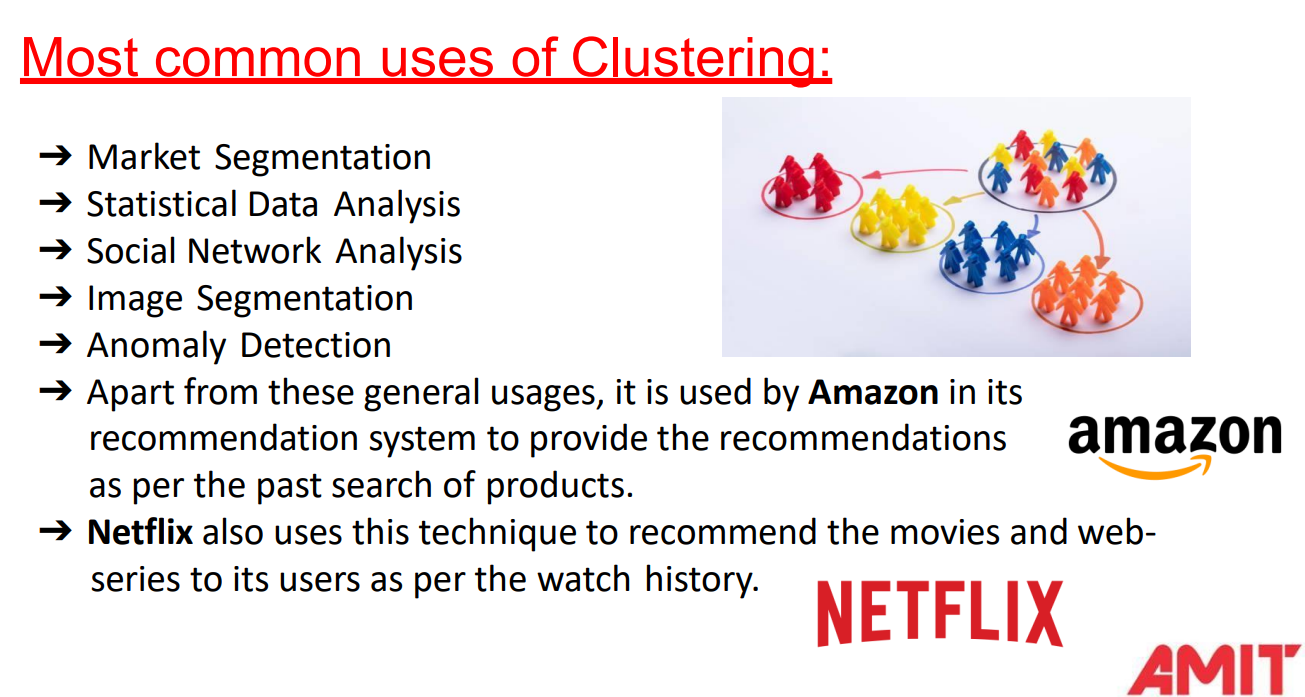 Most common uses of Clustering:
➔ Market Segmentation
➔ Statistical Data Analysis
➔ Social Network Analysis
➔ Image Segmentation
➔ Anomaly Detection
➔ Apart from these general usages, it is used by Amazon in its
recommendation system to provide the recommendations
as per the past search of products.
amazon
➔ Netflix also uses this technique to recommend the movies and web-
series to its users as per the watch history.
NETFLIX
AMIT